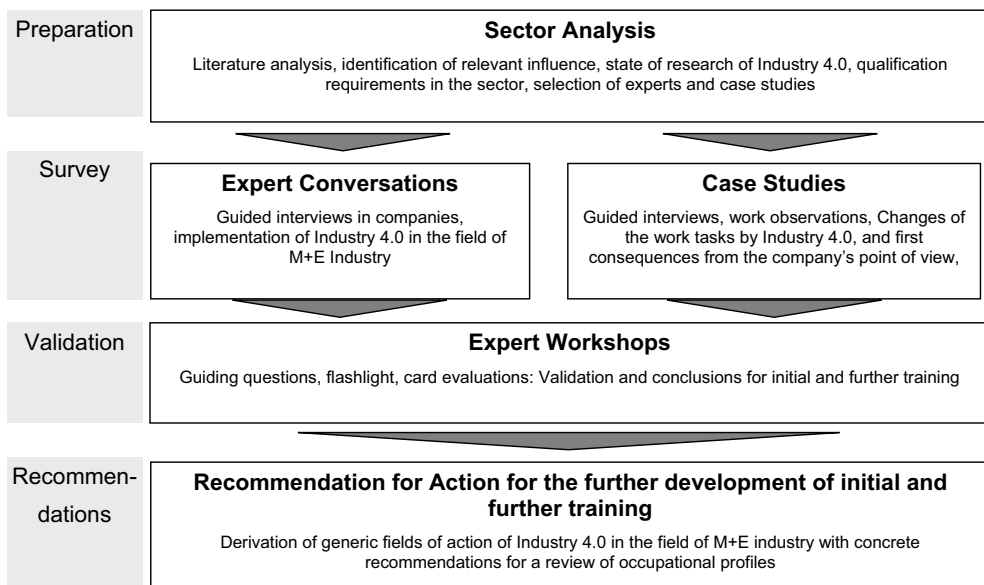 Preparation
Sector Analysis
Literature analysis, identification of relevant influence, state of research of Industry 4.0, qualification
requirements in the sector, selection of experts and case studies
Survey
Expert Conversations
Guided interviews in companies,
implementation of Industry 4.0 in the field of
M+E Industry
Case Studies
Guided interviews, work observations, Changes of
the work tasks by Industry 4.0, and first
consequences from the company's point of view,
Validation
Expert Workshops
Guiding questions, flashlight, card evaluations: Validation and conclusions for initial and further training
Recommen-
dations
Recommendation for Action for the further development of initial and
further training
Derivation of generic fields of action of Industry 4.0 in the field of M+E industry with concrete
recommendations for a review of occupational profiles